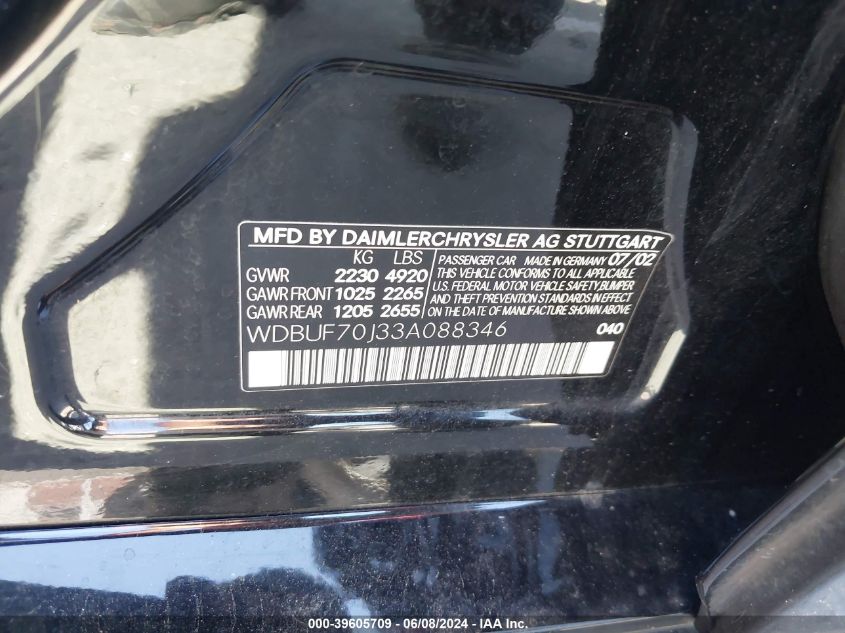 MFD BY DAIMLERCHRYSLER AG STUTTGART
KG LBS PASSENGER CAR MADE IN GERMANY 07/02
GVWR 2230 4920 THIS VEHICLE CONFORMS TO ALL APPLICABLE
GAWR FRONT 1025 2265 U.S. FEDERAL MOTOR VEHICLE SAFETY, BUMPER
AND THEFT PREVENTION STANDARDS IN EFFECT
GAWR REAR 1205 2655 ON THE DATE OF MANUFACTURE SHOWN ABOVE
WDBUF70J33A088346 040
000-39605709 | 06/08/2024 | IAA Inc.